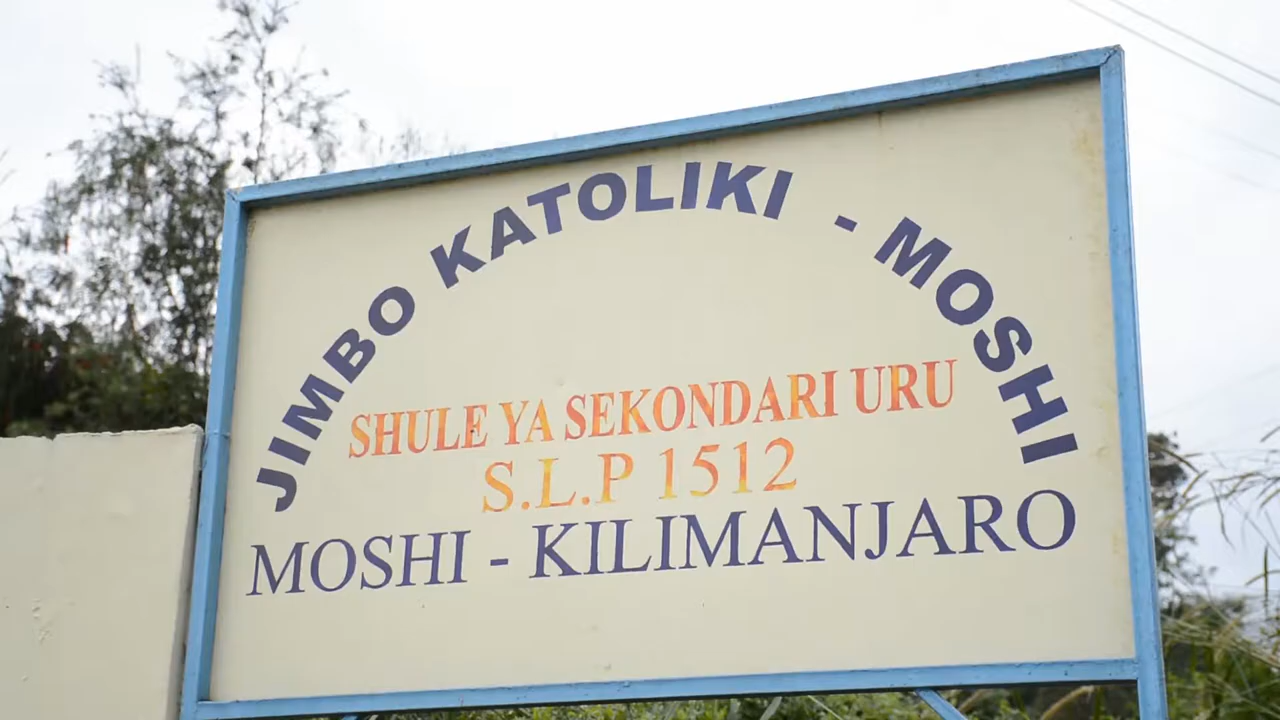 JIMBO KATOLIKI - MOSHI
SHULE YA SEKONDARI URU
S.L.P 1512
MOSHI - KILIMANJARO